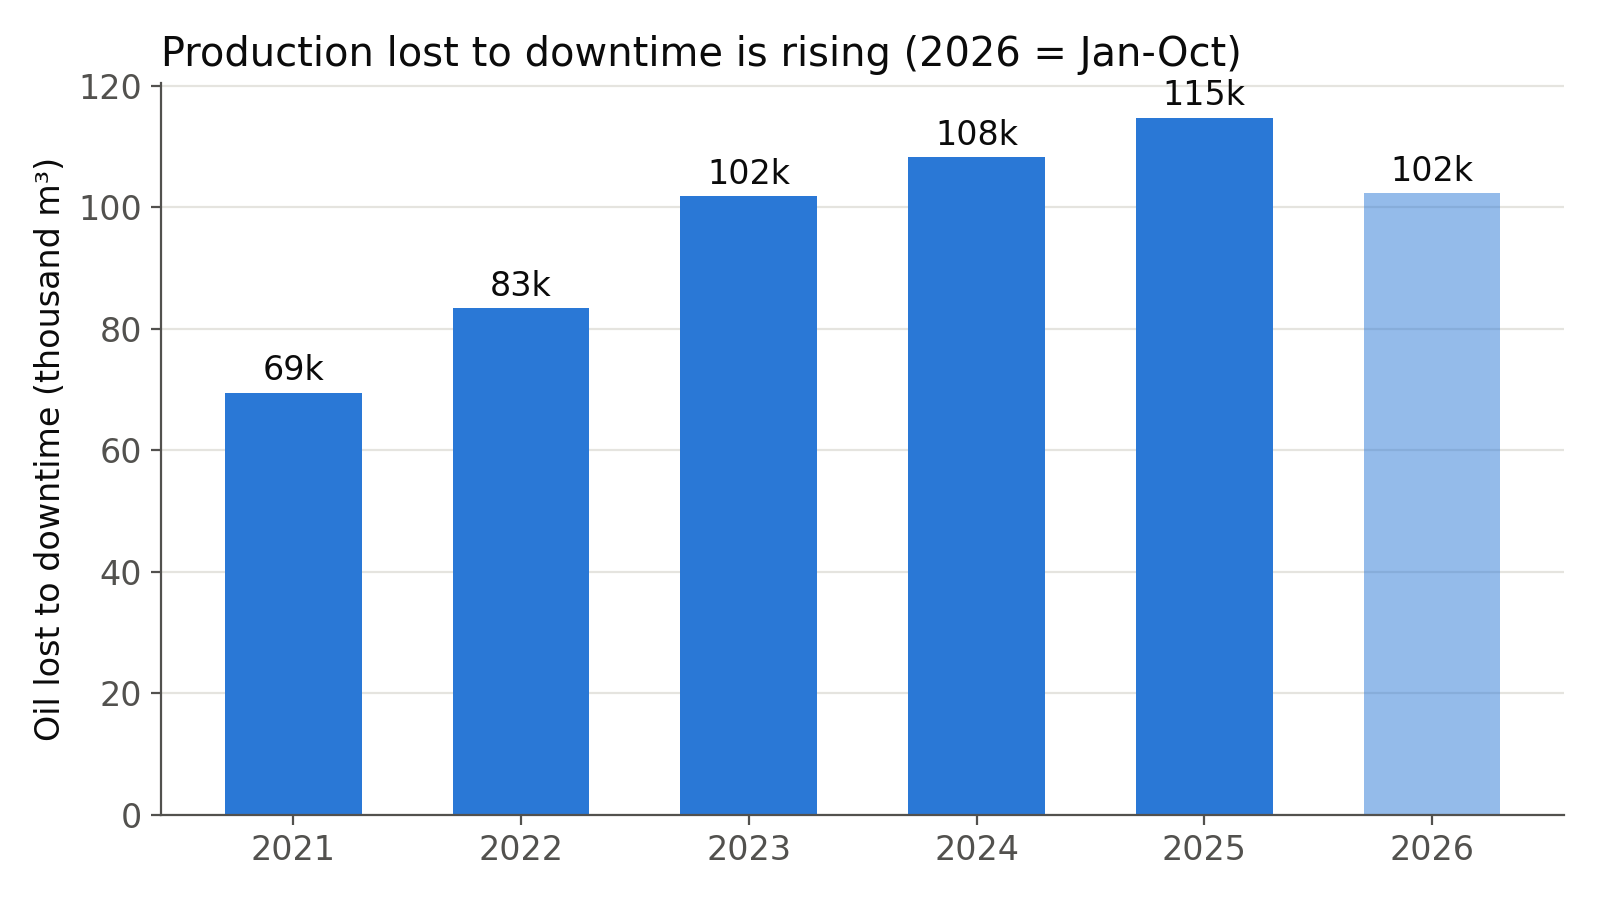 Production lost to downtime is rising (2026 = Jan-Oct)
Oil lost to downtime (thousand m³)
120
100
80
60
40
20
0
69k
83k
102k
108k
115k
102k
2021
2022
2023
2024
2025
2026